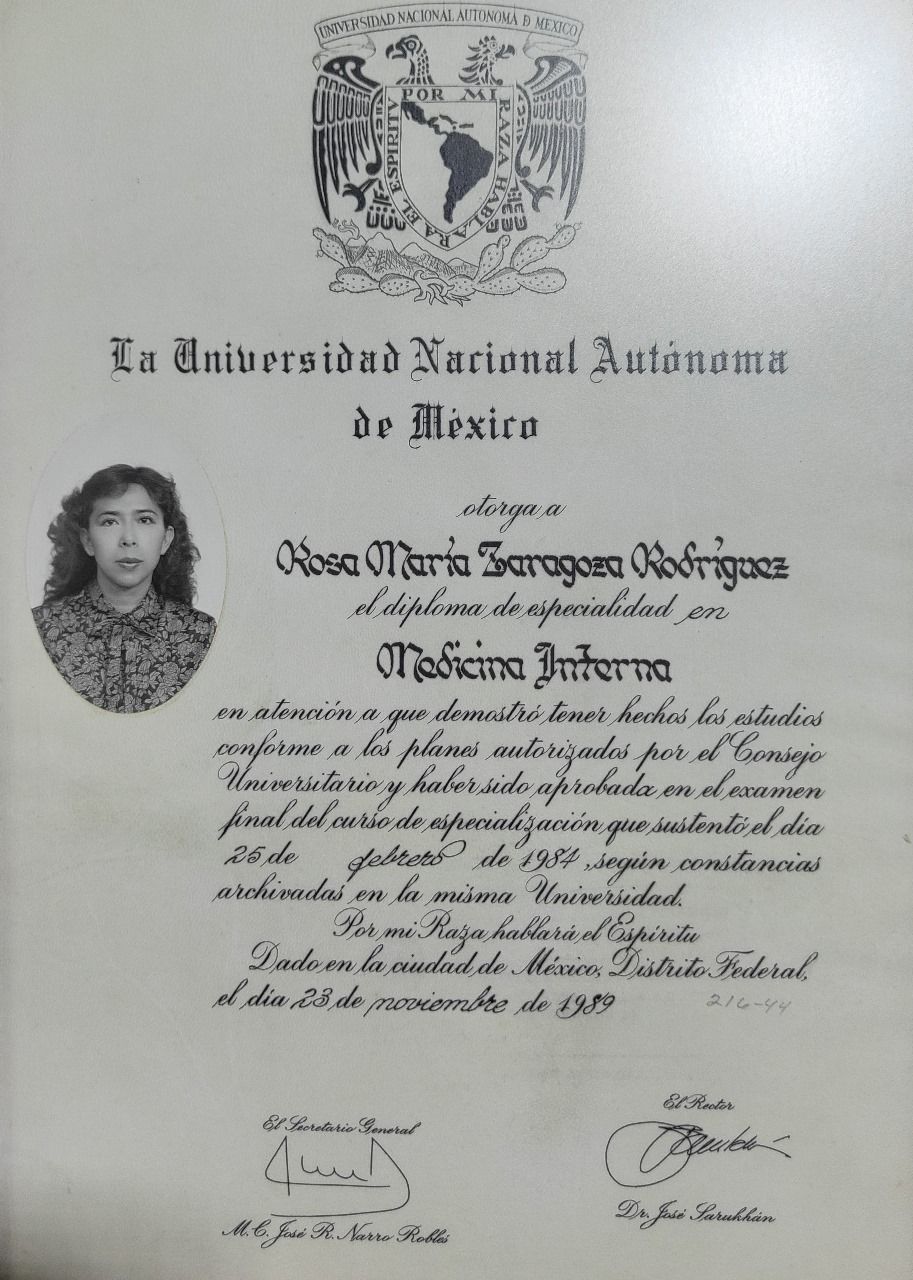 UNIVERSIDAD NACIONAL AUTONOMA D MEXICO
POR MI RAZA HABLARA EL ESPIRITU
La Universidad Nacional Autónoma
de México
otorga a
Rosa María Zaragoza Rodríguez
el diploma de especialidad en
Medicina Interna
en atención a que demostró tener hechos los estudios
conforme a los planes autorizados por el Consejo
Universitario y haber sido aprobada en el examen
final del curso de especialización que sustentó el día
25 de febrero de 1984, según constancias
archivadas en la misma Universidad.
Por mi Raza hablará el Espíritu
Dado en la ciudad de México, Distrito Federal,
el día 23 de noviembre de 1989
216-44
El Secretario General
El Rector
M.C. José R. Narro Robles
Dr. José Sarukhán